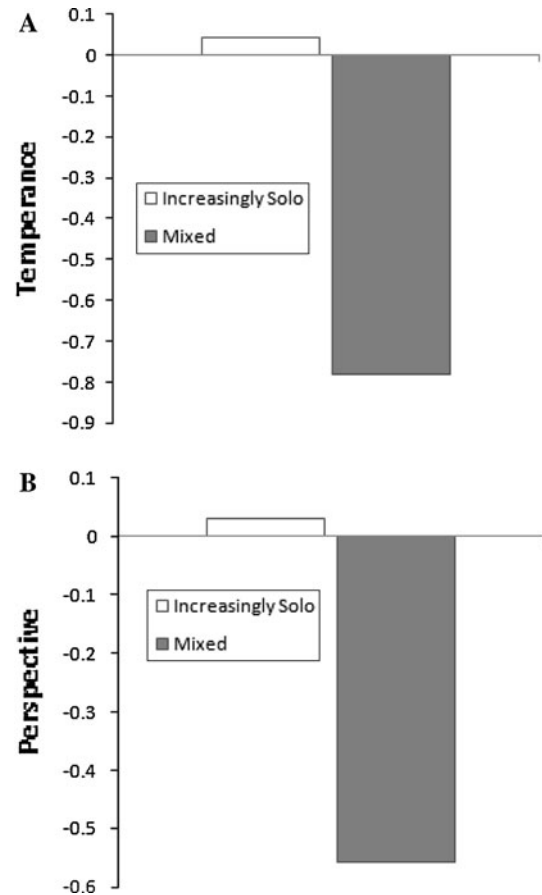 A
0.1
0
-0.1
-0.2
-0.3
-0.4
-0.5
-0.6
-0.7
-0.8
-0.9
Temperance
Increasingly Solo
Mixed
B
0.1
0
-0.1
-0.2
-0.3
-0.4
-0.5
-0.6
Perspective
Increasingly Solo
Mixed